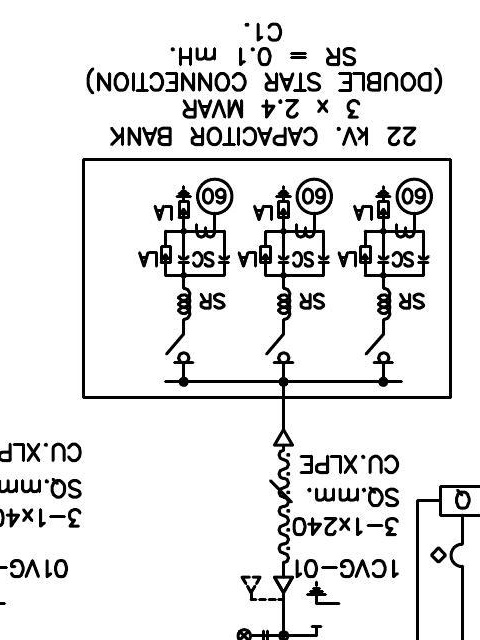 1CVG-01
3-1x240
SQ.mm.
CU.XLPE
01VG-
3-1x40
SQ.mm.
CU.XLP
Q
SR SR SR
SC LA SC LA SC LA
60 LA 60 LA 60 LA
22 kV. CAPACITOR BANK
3 x 2.4 MVAR
(DOUBLE STAR CONNECTION)
SR = 0.1 mH.
C1.